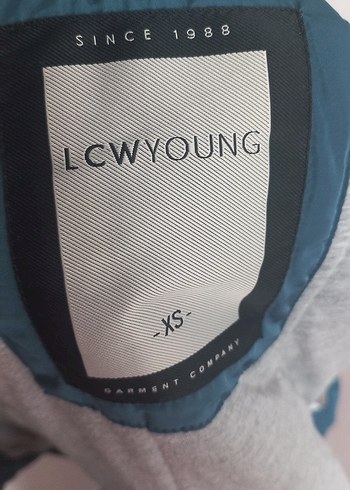 SINCE 1988
LCWYOUNG
-XS-
GARMENT COMPANY